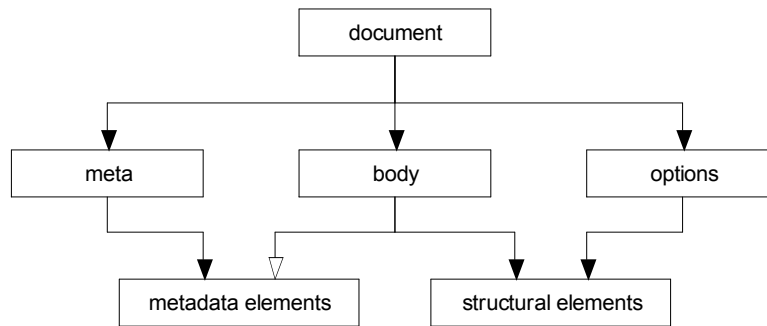 document
meta
body
options
metadata elements
structural elements